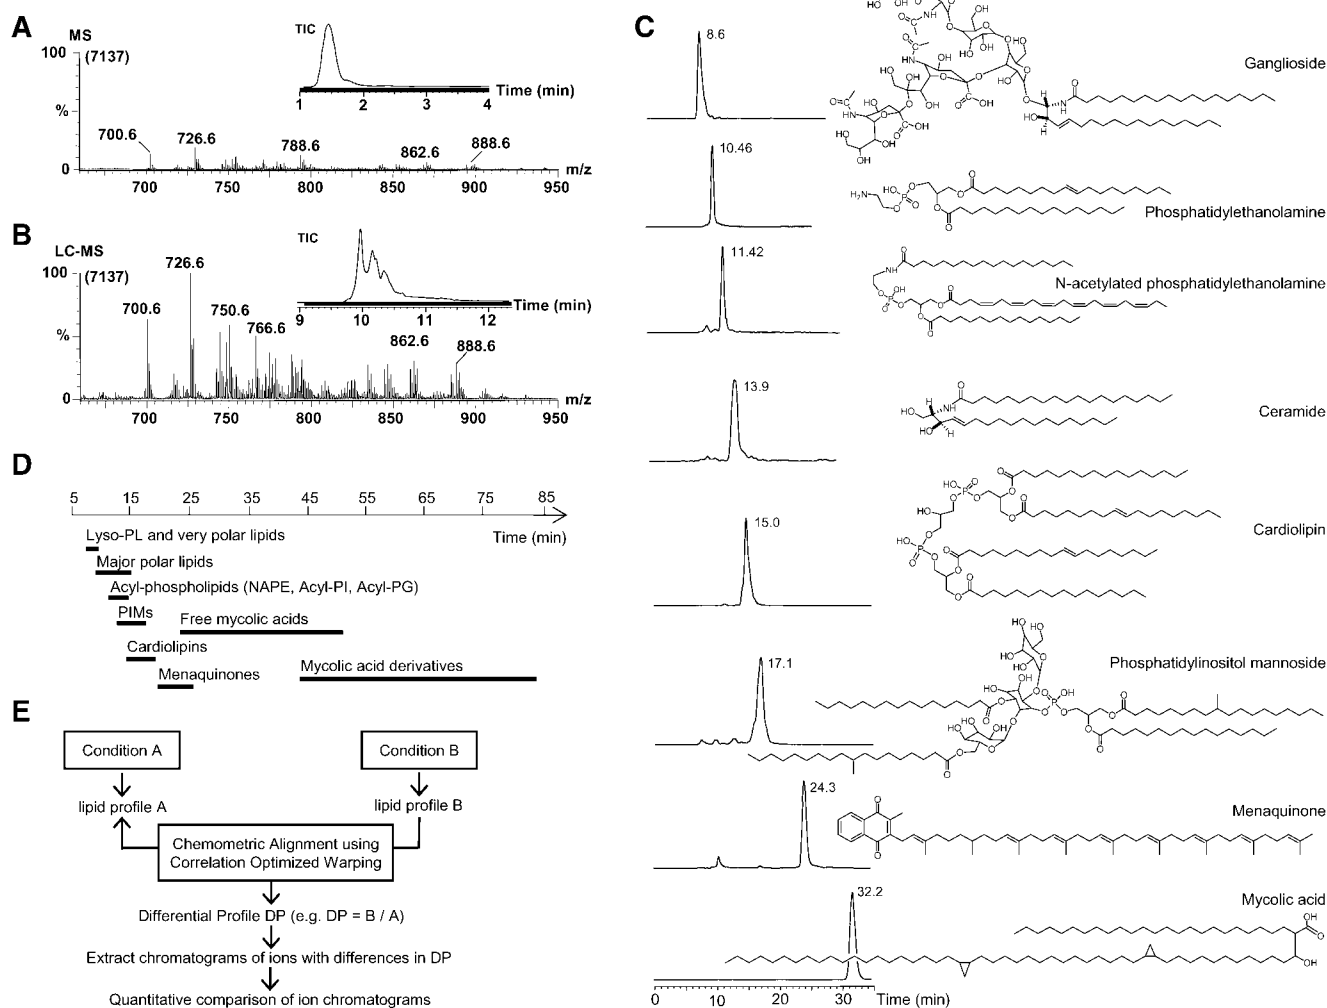 A
MS
(7137)
100
%
0
700.6
726.6
788.6
862.6
888.6
700
750
800
850
900
950
m/z
TIC
1
2
3
4
Time (min)
B
LC-MS
(7137)
100
%
0
726.6
700.6
750.6
766.6
862.6
888.6
700
750
800
850
900
950
m/z
TIC
9
10
11
12
Time (min)
D
5
15
25
35
45
55
65
75
85
Time (min)
Lyso-PL and very polar lipids
Major polar lipids
Acyl-phospholipids (NAPE, Acyl-PI, Acyl-PG)
PIMs
Free mycolic acids
Cardiolipins
Menaquinones
Mycolic acid derivatives
E
Condition A
Condition B
lipid profile A
lipid profile B
Chemometric Alignment using
Correlation Optimized Warping
Differential Profile DP (e.g. DP = B / A)
Extract chromatograms of ions with differences in DP
Quantitative comparison of ion chromatograms
C
8.6
Ganglioside
10.46
Phosphatidylethanolamine
11.42
N-acetylated phosphatidylethanolamine
13.9
Ceramide
15.0
Cardiolipin
17.1
Phosphatidylinositol mannoside
24.3
Menaquinone
32.2
Mycolic acid
0
10
20
30
Time (min)